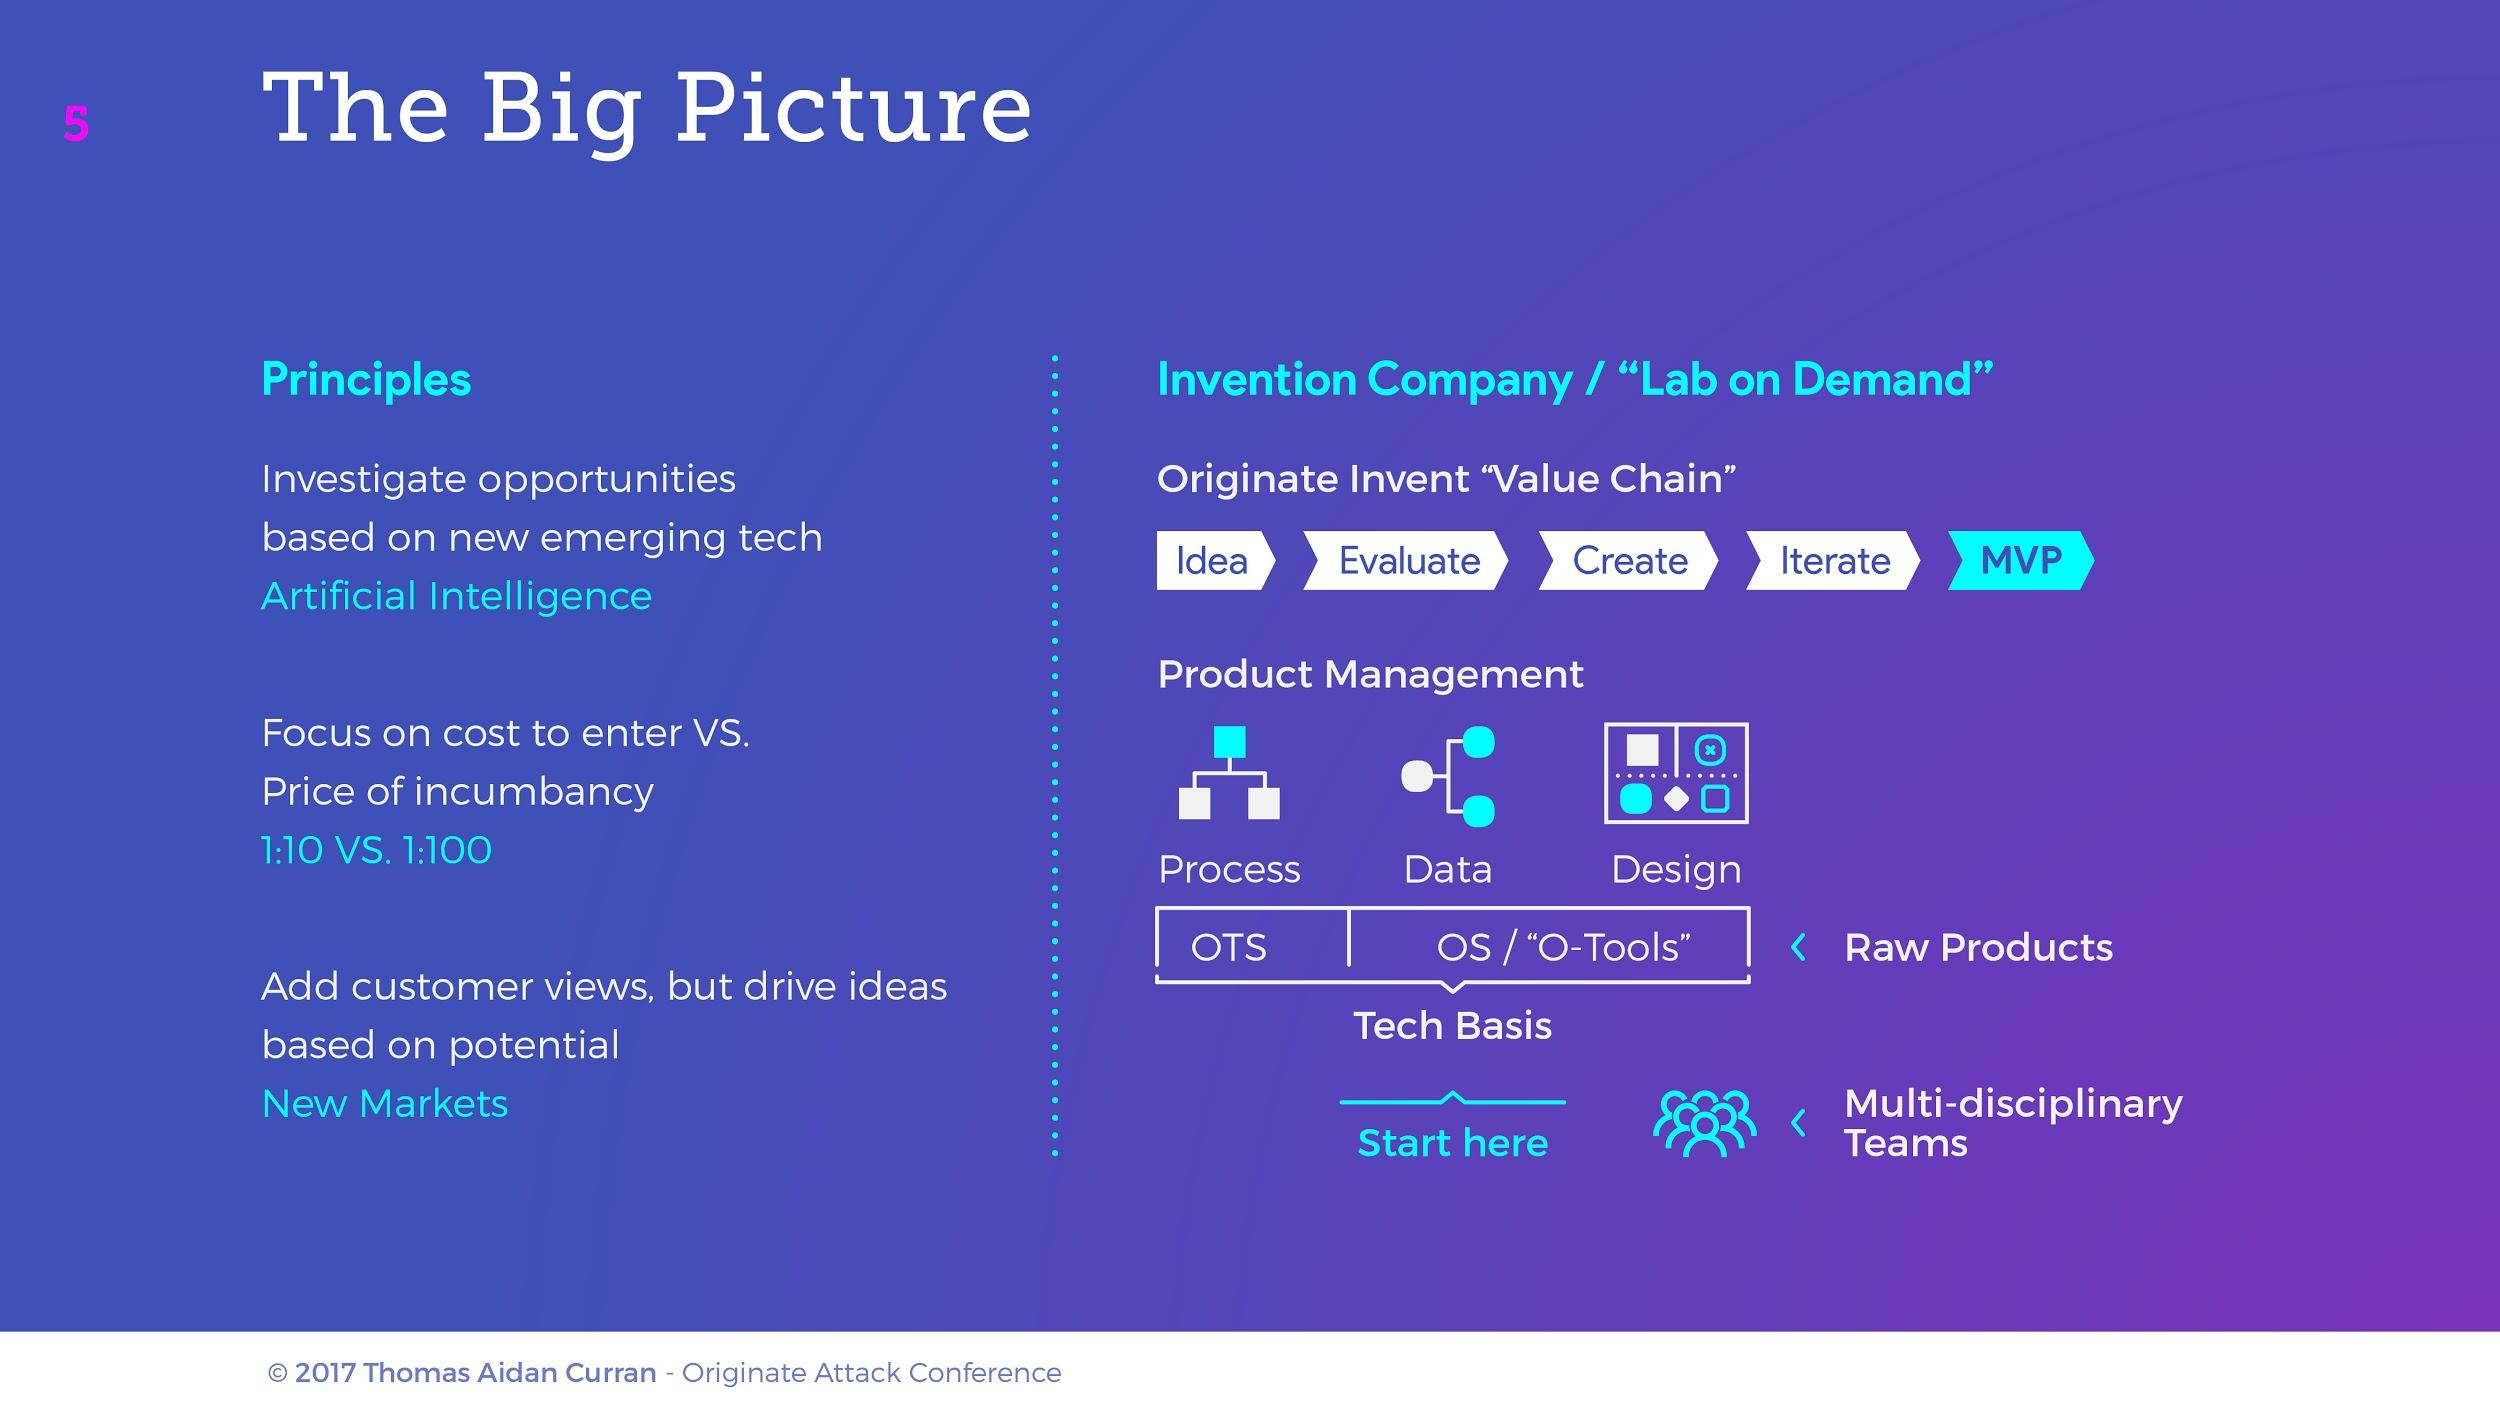 5
The Big Picture
Principles
Investigate opportunities
based on new emerging tech
Artificial Intelligence
Focus on cost to enter VS.
Price of incumbancy
1:10 VS. 1:100
Add customer views, but drive ideas
based on potential
New Markets
Invention Company / “Lab on Demand”
Originate Invent “Value Chain”
Idea Evaluate Create Iterate MVP
Product Management
Process Data Design
OTS OS / “O-Tools” Raw Products
Tech Basis
Start here
Multi-disciplinary
Teams
© 2017 Thomas Aidan Curran - Originate Attack Conference